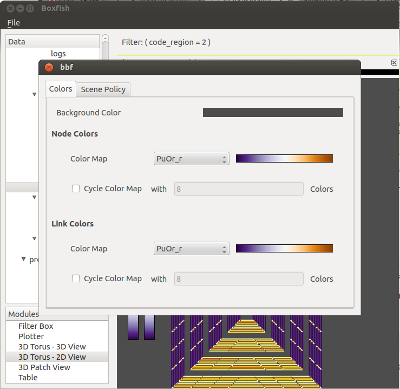 Boxfish
File
Data
logs
Filter: ( code_region = 2 )
bbf
Colors
Scene Policy
Background Color
Node Colors
Color Map
PuOr_r
Cycle Color Map with 8 Colors
Link Colors
Color Map
PuOr_r
Cycle Color Map with 8 Colors
Modules
Filter Box
Plotter
3D Torus - 3D View
3D Torus - 2D View
3D Patch View
Table